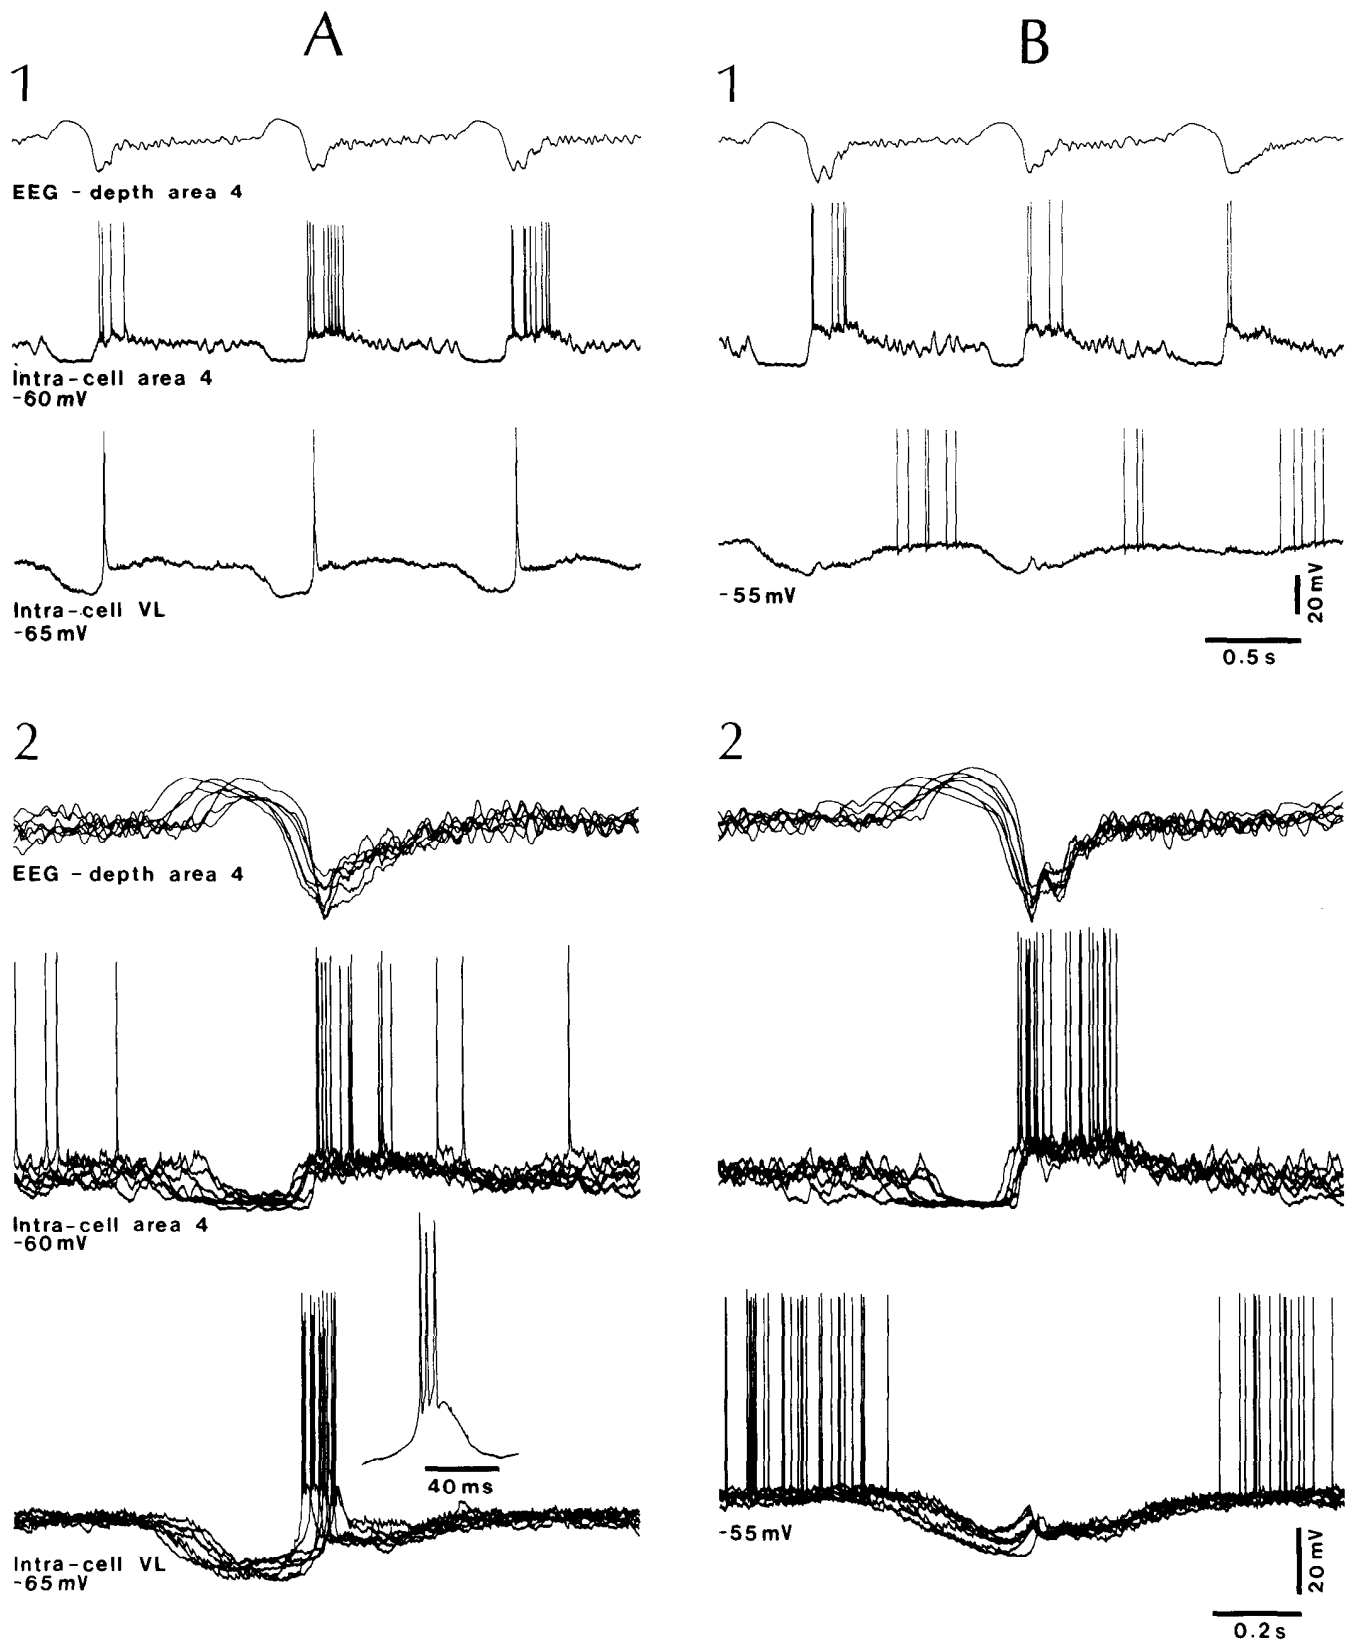 A
B
1
1
EEG - depth area 4
Intra-cell area 4
-60 mV
Intra-cell VL
-65 mV
-55 mV
20 mV
0.5 s
2
2
EEG - depth area 4
Intra-cell area 4
-60 mV
40 ms
Intra-cell VL
-65 mV
-55 mV
20 mV
0.2 s